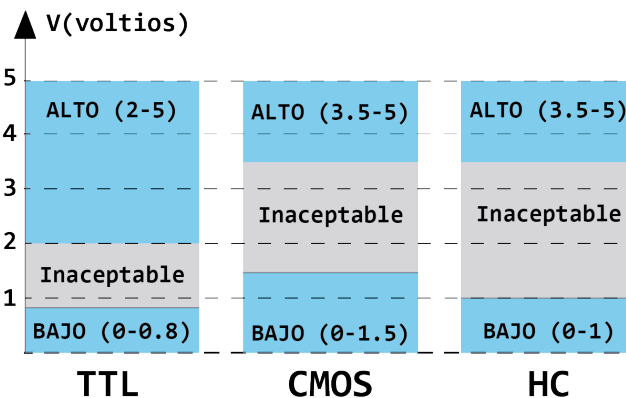 V(voltios)
5
4
3
2
1
ALTO (2-5)
Inaceptable
BAJO (0-0.8)
TTL
ALTO (3.5-5)
Inaceptable
BAJO (0-1.5)
CMOS
ALTO (3.5-5)
Inaceptable
BAJO (0-1)
HC